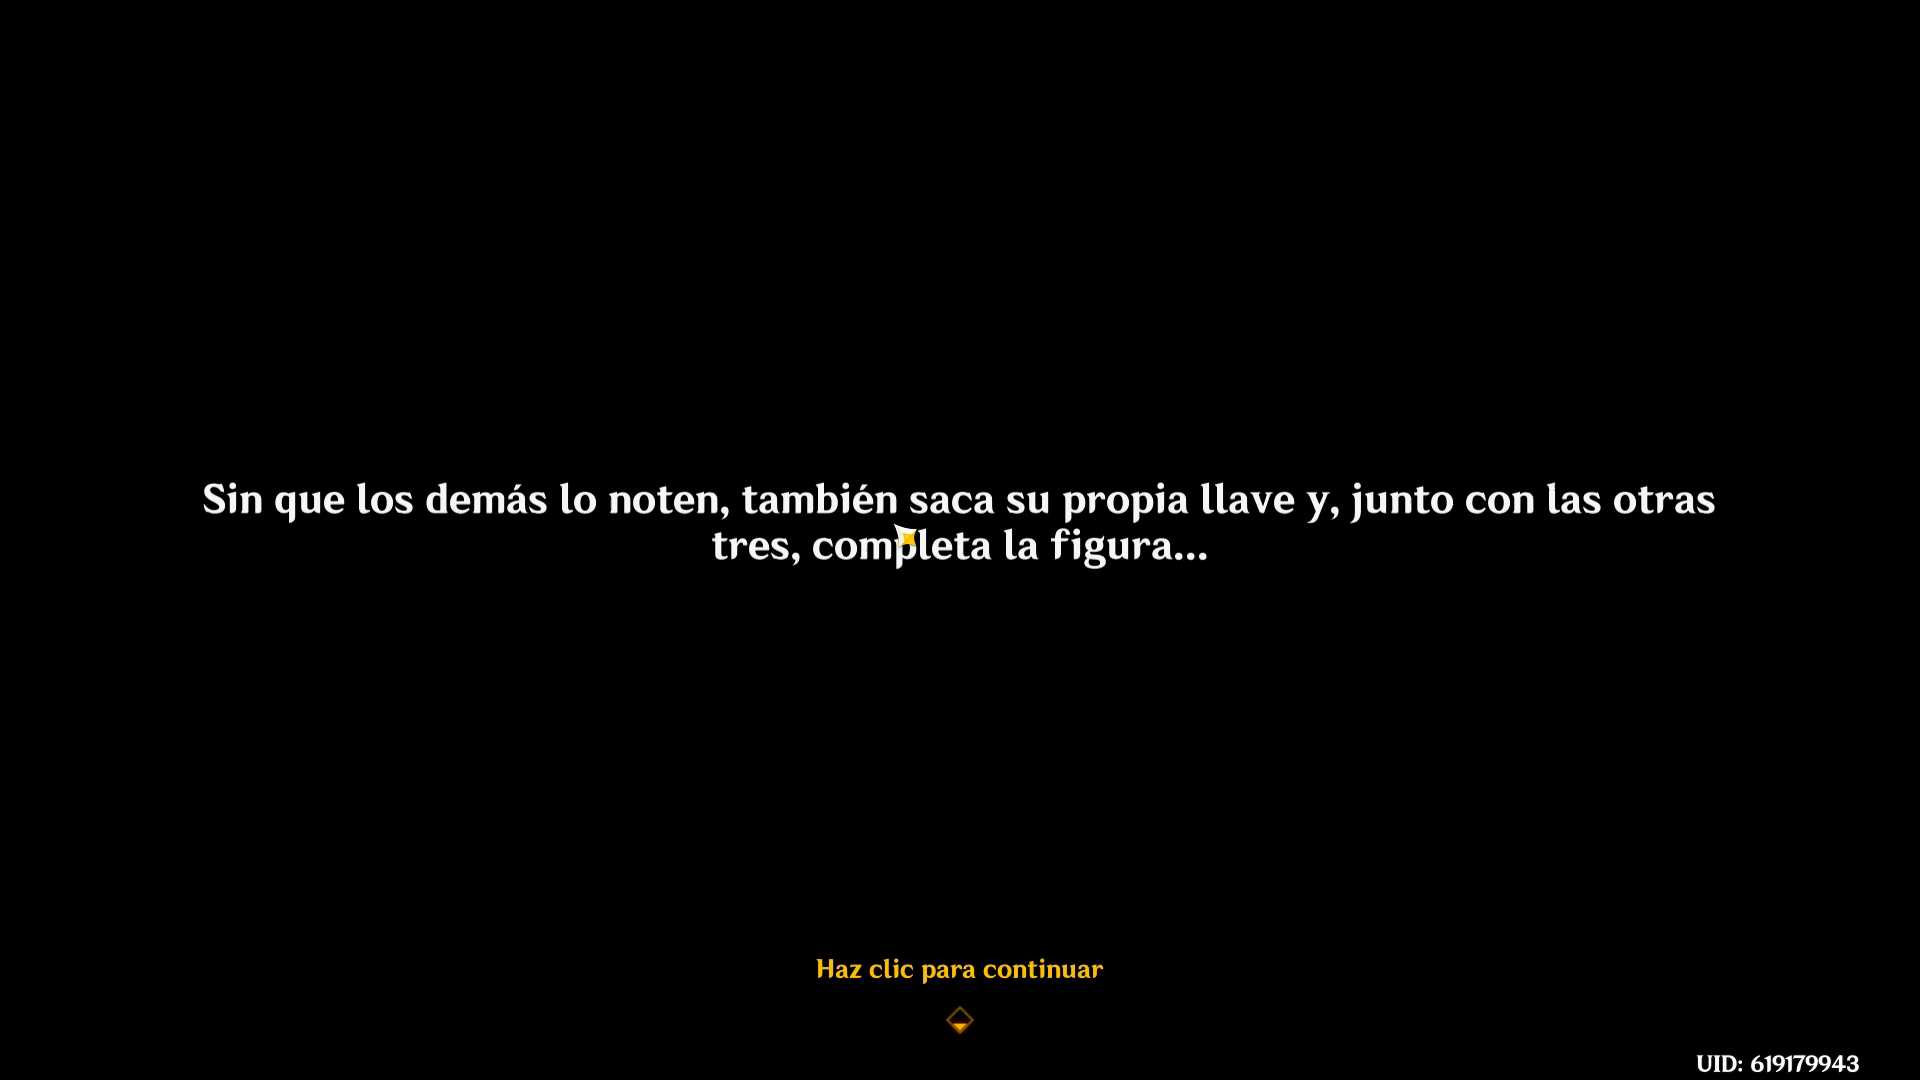 Sin que los demás lo noten, también saca su propia llave y, junto con las otras
tres, completa la figura...
Haz clic para continuar
UID: 619179943